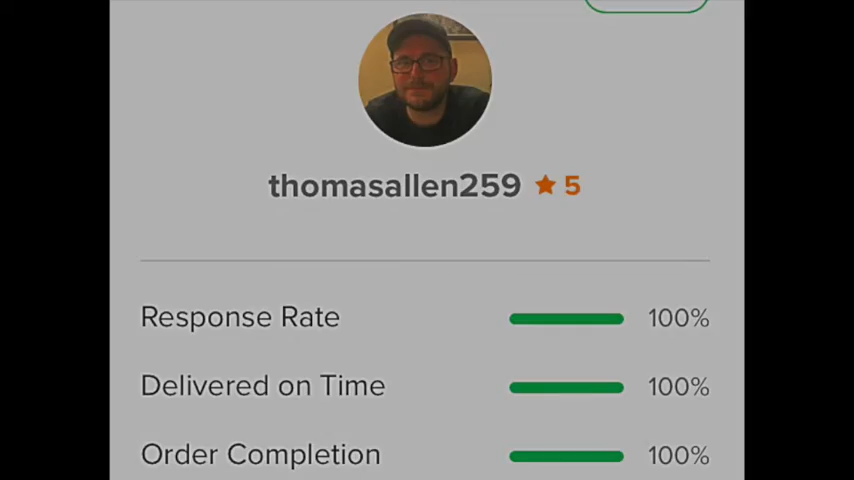 thomasallen259 ★ 5
Response Rate 100%
Delivered on Time 100%
Order Completion 100%